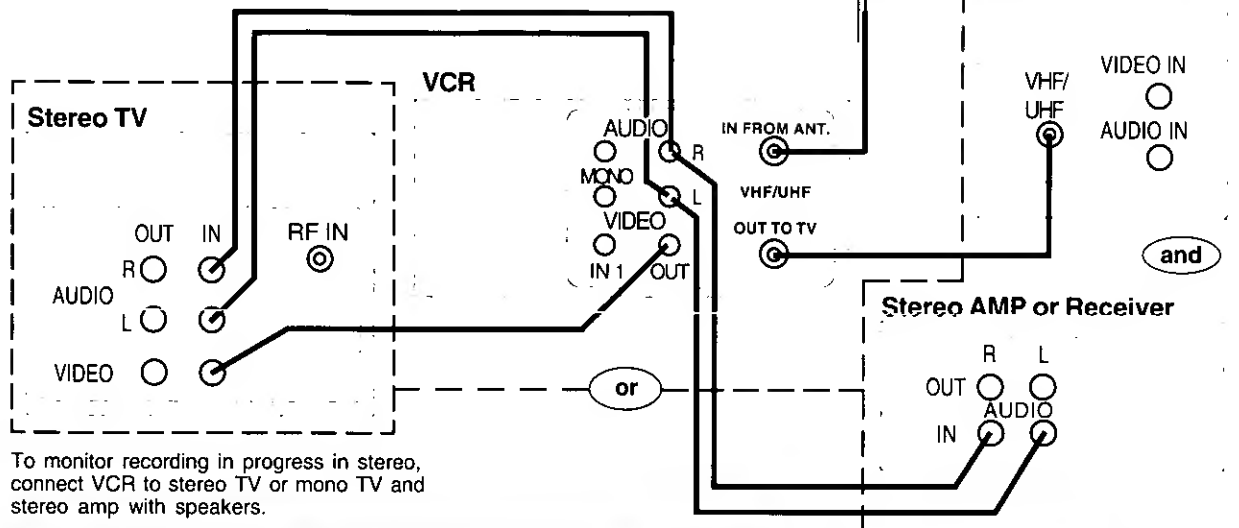 Stereo TV
OUT IN
RF IN
R
AUDIO
L
VIDEO
VCR
AUDIO
R
MONO
L
VIDEO
IN 1 OUT
IN FROM ANT.
VHF/UHF
OUT TO TV
VHF/
UHF
VIDEO IN
AUDIO IN
and
or
Stereo AMP or Receiver
R L
OUT
AUDIO
IN
To monitor recording in progress in stereo,
connect VCR to stereo TV or mono TV and
stereo amp with speakers.